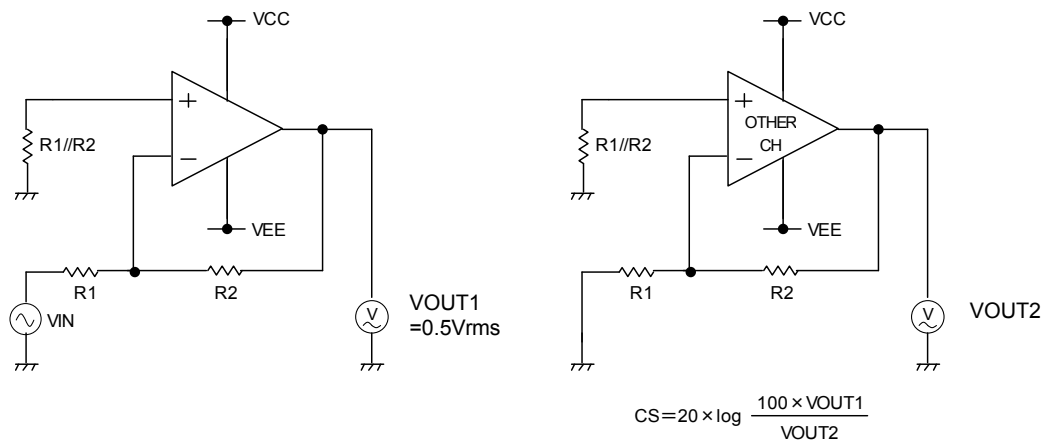 VCC
+
R1//R2
−
VEE
R1
R2
VIN
V
VOUT1
=0.5Vrms
VCC
+
OTHER
CH
R1//R2
−
VEE
R1
R2
V
VOUT2
CS=20×log 100×VOUT1
VOUT2